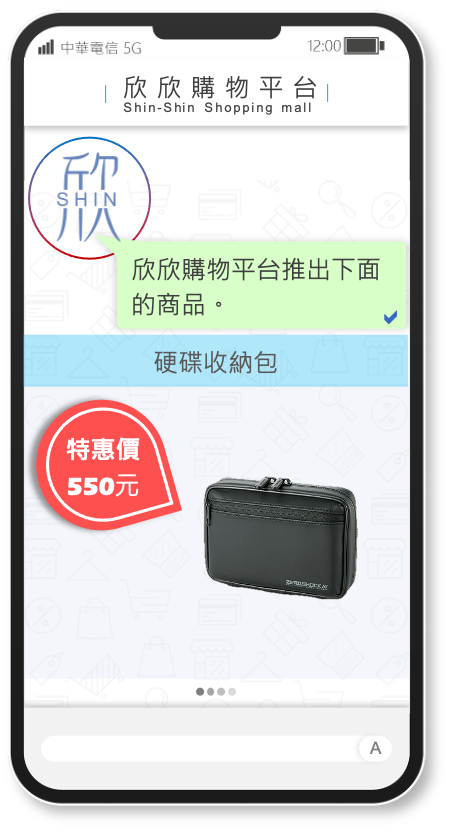 中華電信 5G 12:00
欣欣購物平台
Shin-Shin Shopping mall
欣
SHIN
欣欣購物平台推出下面
的商品。
硬碟收納包
特惠價
550元
A